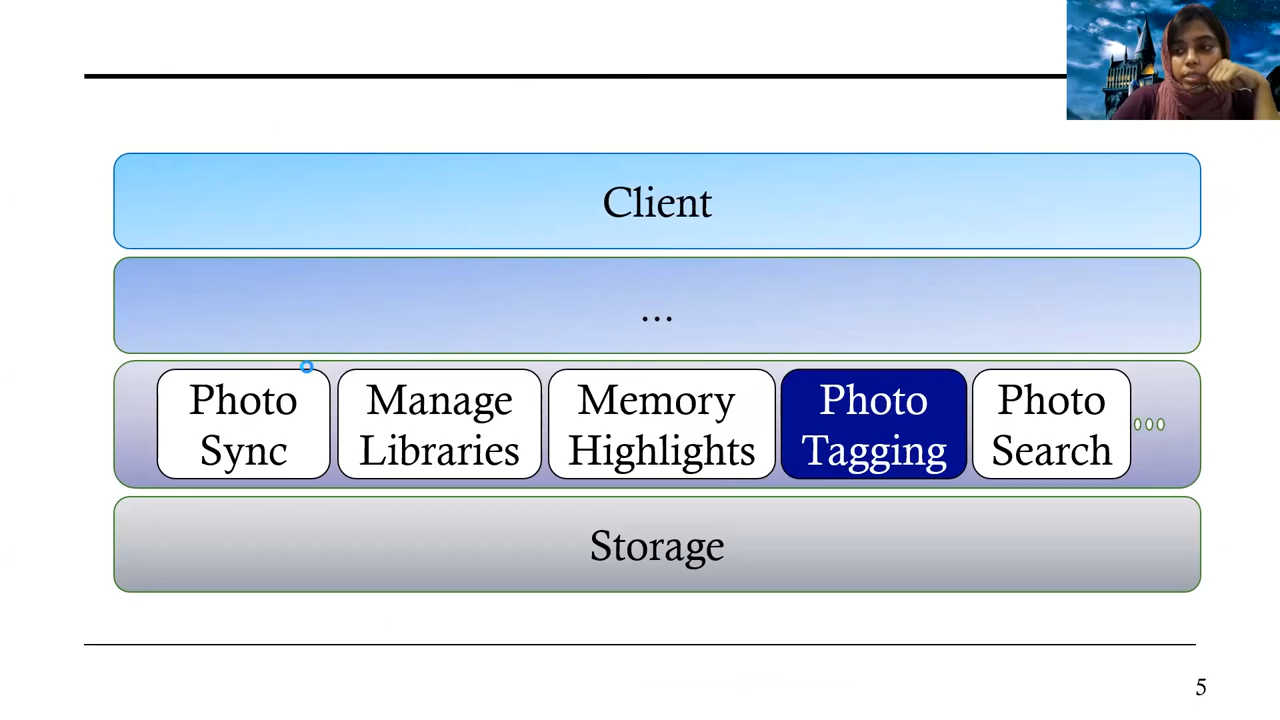 Client
...
Photo Sync
Manage Libraries
Memory Highlights
Photo Tagging
Photo Search
Storage
5